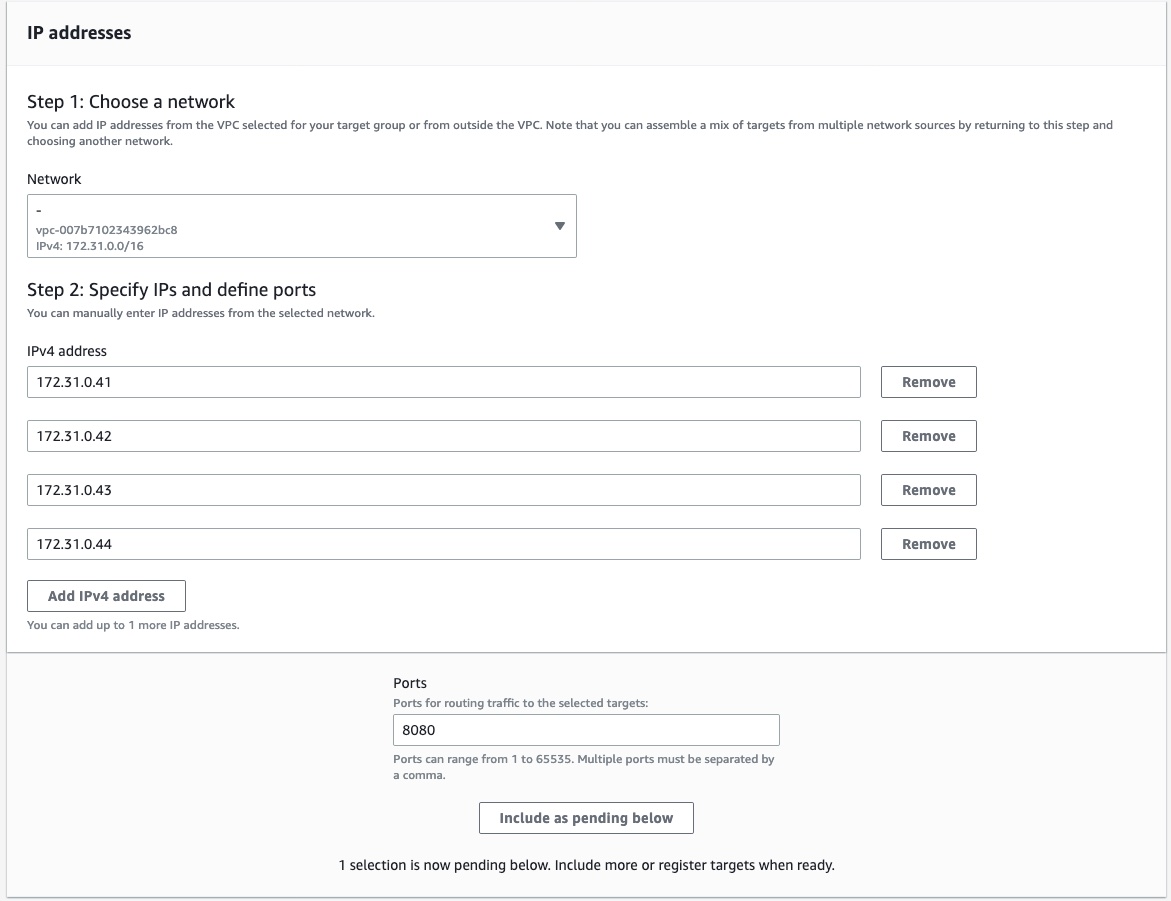 IP addresses
Step 1: Choose a network
You can add IP addresses from the VPC selected for your target group or from outside the VPC. Note that you can assemble a mix of targets from multiple network sources by returning to this step and
choosing another network.
Network
-
vpc-007b7102343962bc8
IPv4: 172.31.0.0/16
Step 2: Specify IPs and define ports
You can manually enter IP addresses from the selected network.
IPv4 address
172.31.0.41 Remove
172.31.0.42 Remove
172.31.0.43 Remove
172.31.0.44 Remove
Add IPv4 address
You can add up to 1 more IP addresses.
Ports
Ports for routing traffic to the selected targets:
8080
Ports can range from 1 to 65535. Multiple ports must be separated by
a comma.
Include as pending below
1 selection is now pending below. Include more or register targets when ready.